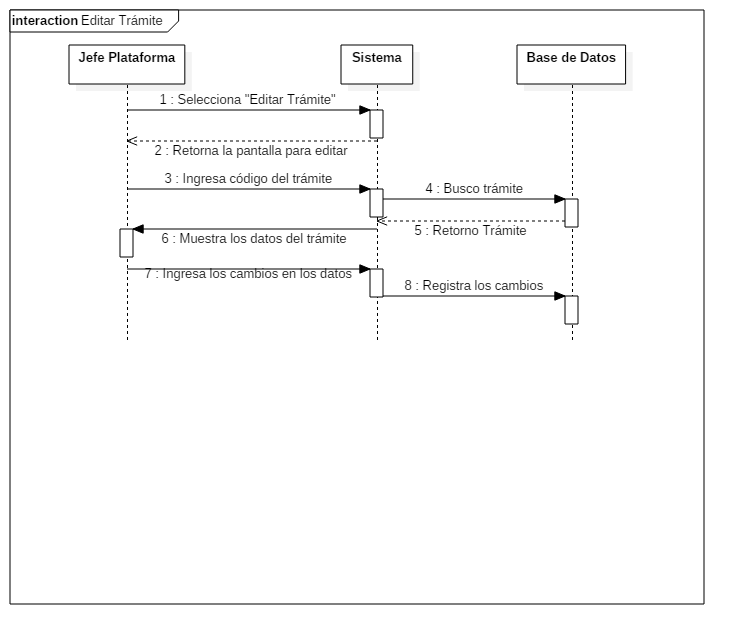 interaction Editar Trámite
Jefe Plataforma
Sistema
Base de Datos
1 : Selecciona "Editar Trámite"
2 : Retorna la pantalla para editar
3 : Ingresa código del trámite
4 : Busco trámite
5 : Retorno Trámite
6 : Muestra los datos del trámite
7 : Ingresa los cambios en los datos
8 : Registra los cambios